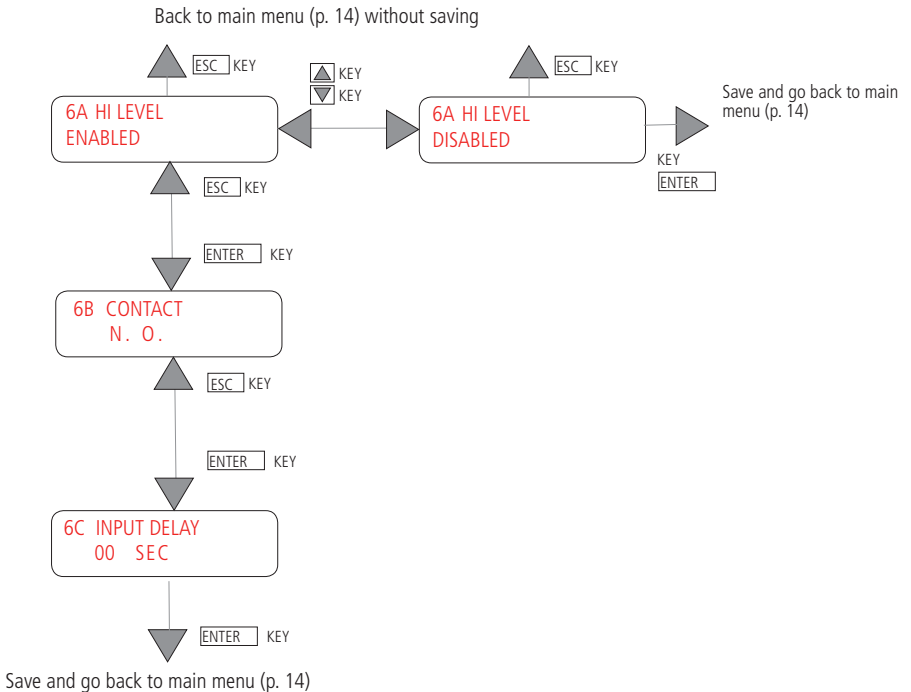 Back to main menu (p. 14) without saving
ESC KEY
KEY
KEY
ESC KEY
6A HI LEVEL
ENABLED
6A HI LEVEL
DISABLED
Save and go back to main
menu (p. 14)
KEY
ENTER
ESC KEY
ENTER KEY
6B CONTACT
N. O.
ESC KEY
ENTER KEY
6C INPUT DELAY
00 SEC
ENTER KEY
Save and go back to main menu (p. 14)